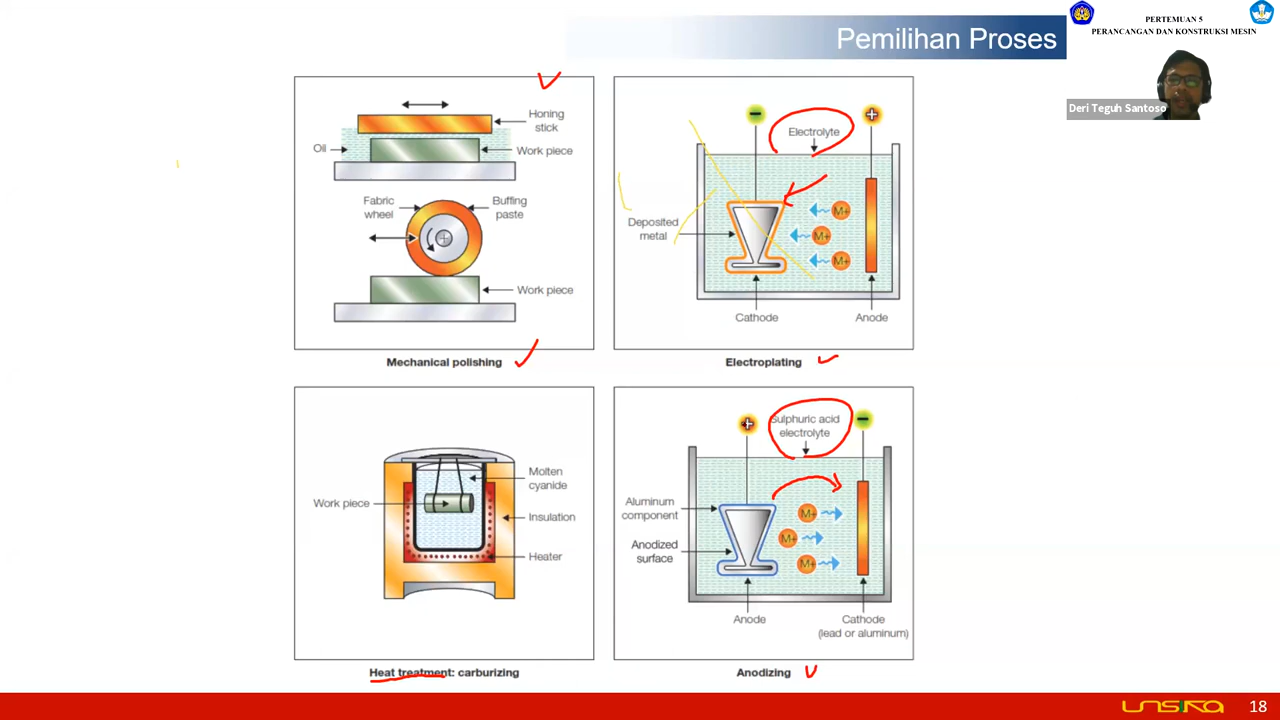 Pemilihan Proses
PERTEMUAN 5
PERANCANGAN DAN KONSTRUKSI MESIN
Deri Teguh Santoso
Honing
stick
Oil
Work piece
Fabric
wheel
Buffing
paste
Work piece
Mechanical polishing
−
+
Electrolyte
Deposited
metal
M+
M+
M+
Cathode
Anode
Electroplating
Molten
cyanide
Work piece
Insulation
Heater
Heat treatment: carburizing
+
−
Sulphuric acid
electrolyte
Aluminum
component
Anodized
surface
M+
M+
M+
Anode
Cathode
(lead or aluminum)
Anodizing
UNSIKA
18